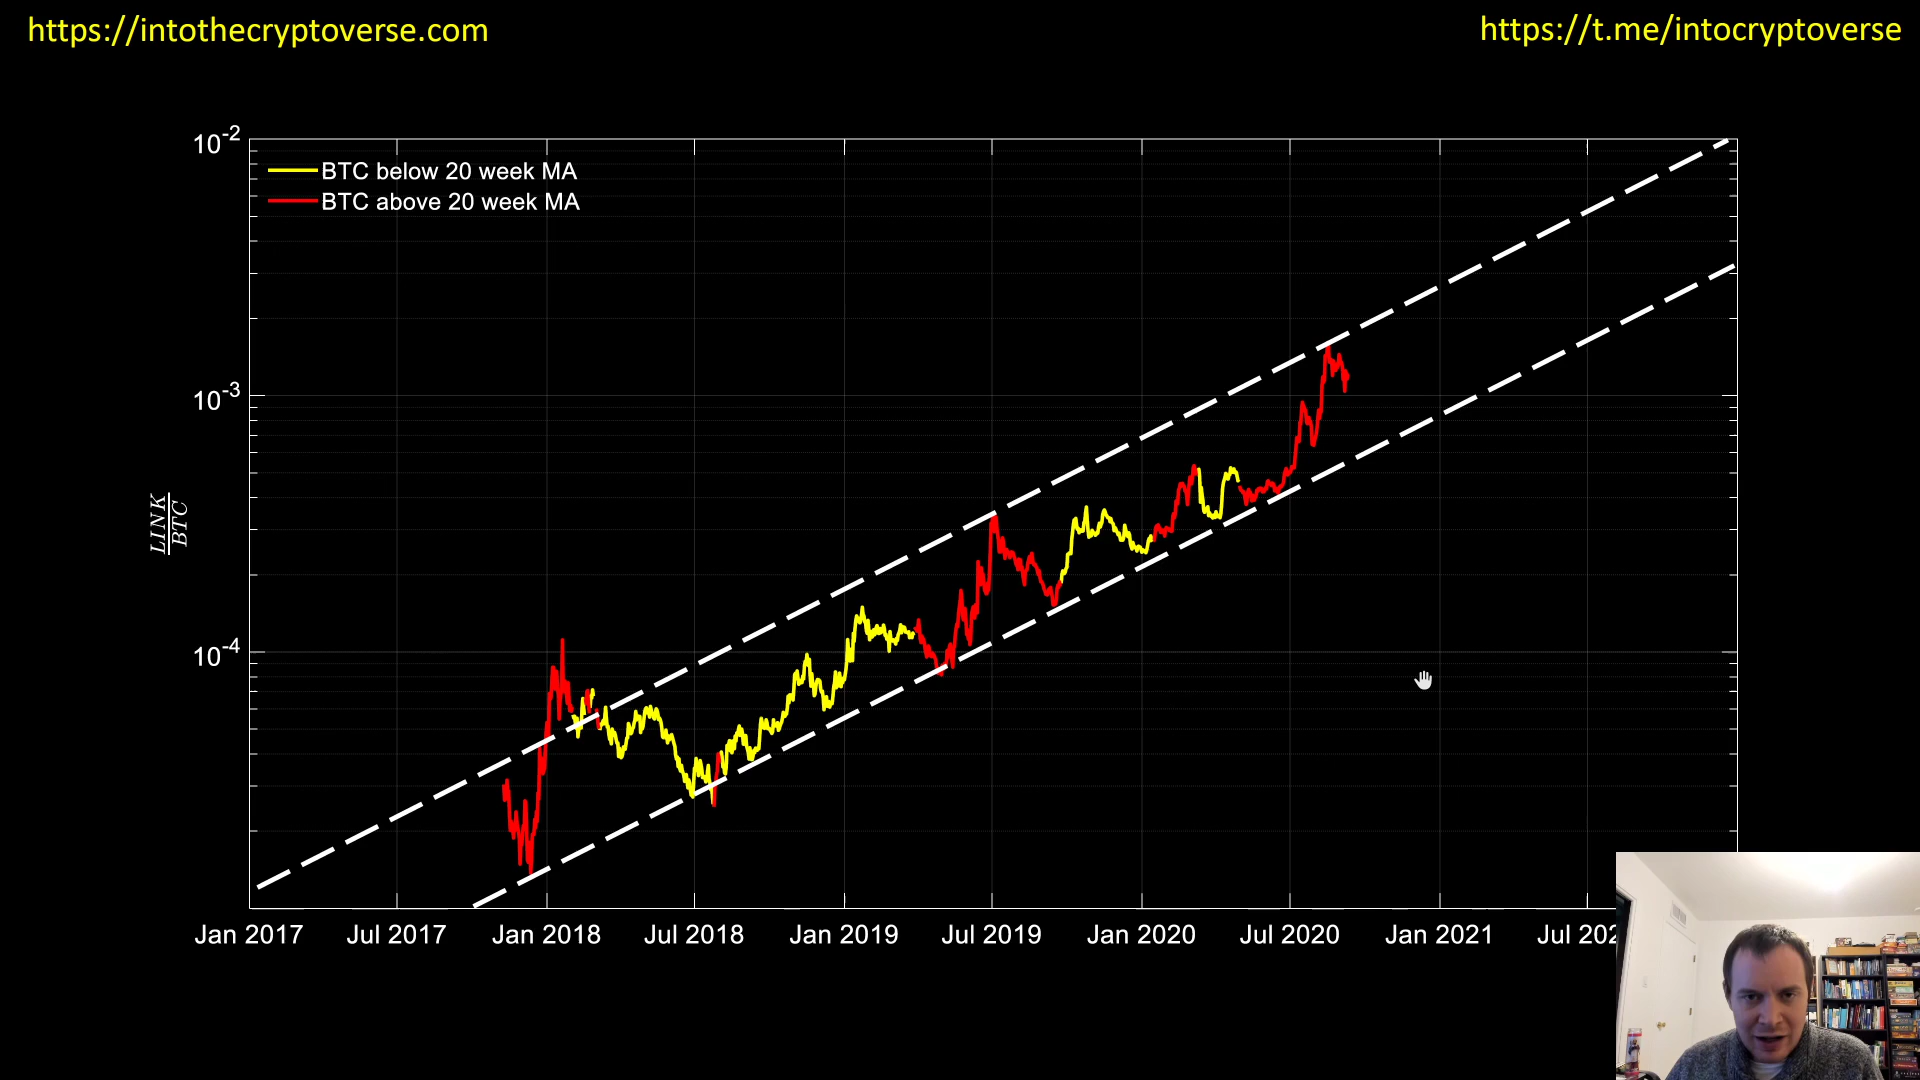 https://intothecryptoverse.com
https://t.me/intocryptoverse
10-2
BTC below 20 week MA
BTC above 20 week MA
10-3
LINK
BTC
10-4
Jan 2017 Jul 2017 Jan 2018 Jul 2018 Jan 2019 Jul 2019 Jan 2020 Jul 2020 Jan 2021 Jul